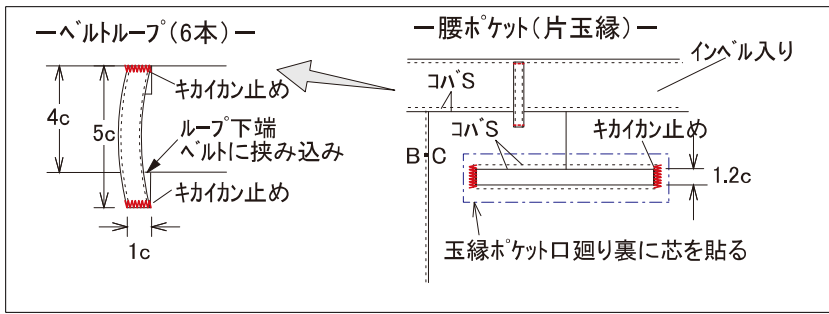 ―ベルトループ(6本)―
キカイカン止め
4c
5c
ループ下端
ベルトに挟み込み
キカイカン止め
1c
―腰ポケット(片玉縁)―
インベル入り
コバS
コバS
キカイカン止め
B・C
1.2c
玉縁ポケット口廻り裏に芯を貼る